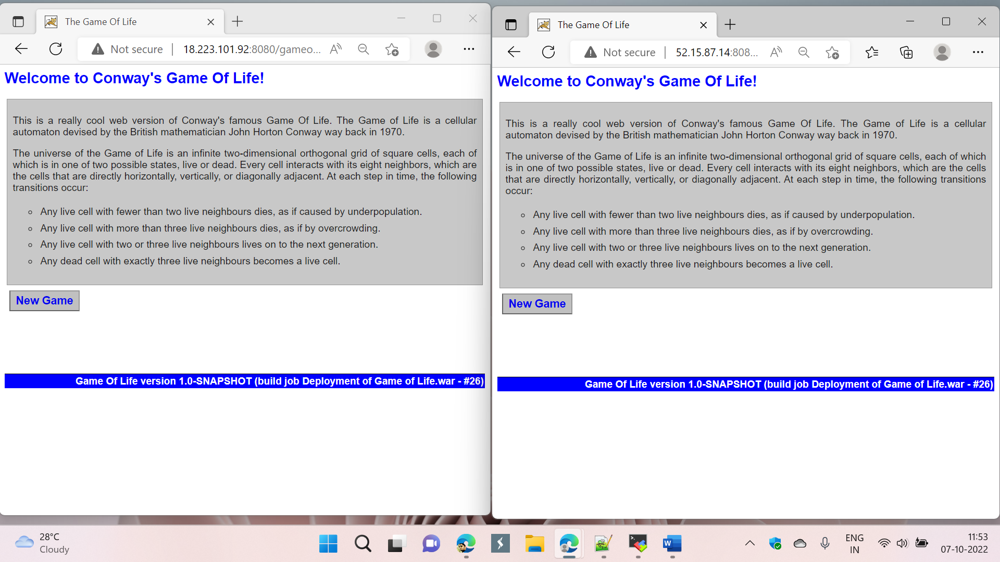 The Game Of Life
Not secure
18.223.101.92:8080/gameo...
Welcome to Conway's Game Of Life!
This is a really cool web version of Conway's famous Game Of Life. The Game of Life is a cellular
automaton devised by the British mathematician John Horton Conway way back in 1970.
The universe of the Game of Life is an infinite two-dimensional orthogonal grid of square cells, each of
which is in one of two possible states, live or dead. Every cell interacts with its eight neighbors, which are
the cells that are directly horizontally, vertically, or diagonally adjacent. At each step in time, the following
transitions occur:
Any live cell with fewer than two live neighbours dies, as if caused by underpopulation.
Any live cell with more than three live neighbours dies, as if by overcrowding.
Any live cell with two or three live neighbours lives on to the next generation.
Any dead cell with exactly three live neighbours becomes a live cell.
New Game
Game Of Life version 1.0-SNAPSHOT (build job Deployment of Game of Life.war - #26)
The Game Of Life
Not secure
52.15.87.14:808...
Welcome to Conway's Game Of Life!
This is a really cool web version of Conway's famous Game Of Life. The Game of Life is a cellular
automaton devised by the British mathematician John Horton Conway way back in 1970.
The universe of the Game of Life is an infinite two-dimensional orthogonal grid of square cells, each of which
is in one of two possible states, live or dead. Every cell interacts with its eight neighbors, which are the cells
that are directly horizontally, vertically, or diagonally adjacent. At each step in time, the following transitions
occur:
Any live cell with fewer than two live neighbours dies, as if caused by underpopulation.
Any live cell with more than three live neighbours dies, as if by overcrowding.
Any live cell with two or three live neighbours lives on to the next generation.
Any dead cell with exactly three live neighbours becomes a live cell.
New Game
Game Of Life version 1.0-SNAPSHOT (build job Deployment of Game of Life.war - #26)
28°C
Cloudy
ENG
IN
11:53
07-10-2022